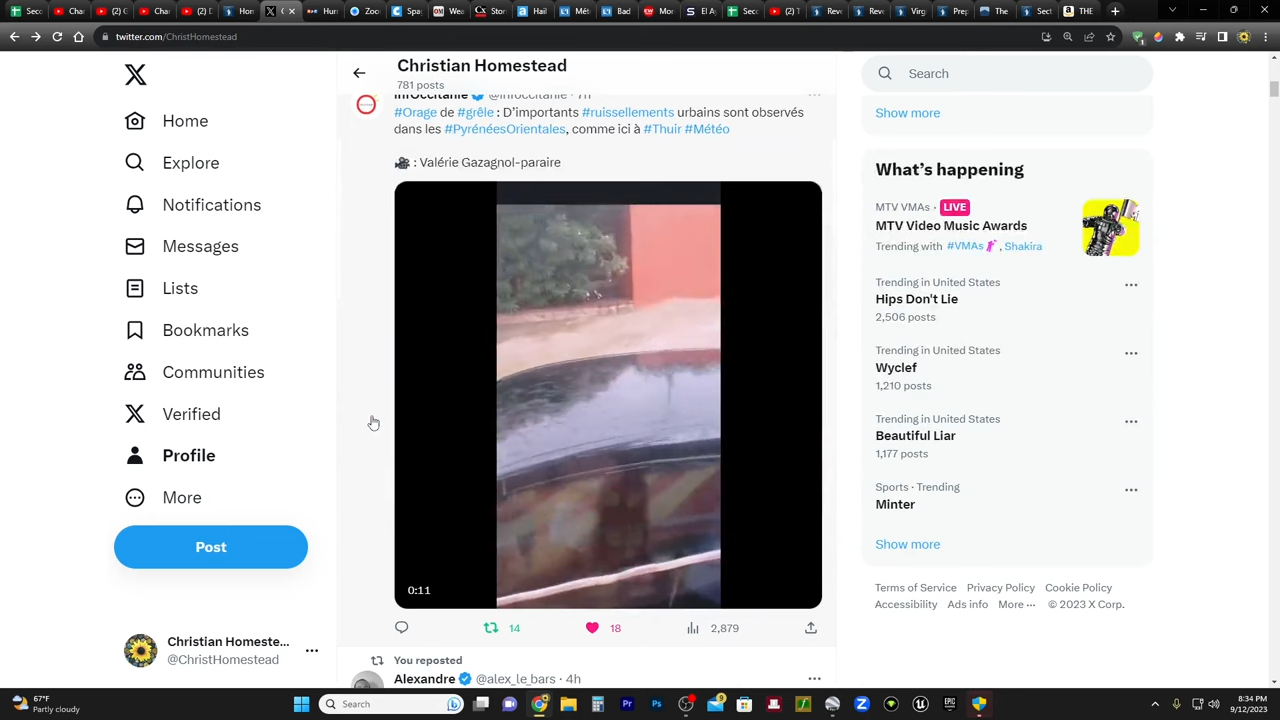 twitter.com/ChristHomestead
Home
Explore
Notifications
Messages
Lists
Bookmarks
Communities
Verified
Profile
More
Post
Christian Homeste...
@ChristHomestead
Christian Homestead
781 posts
InfOccitanie @infoccitanie · 7h
#Orage de #grêle : D'importants #ruissellements urbains sont observés
dans les #PyrénéesOrientales, comme ici à #Thuir #Météo
: Valérie Gazagnol-paraire
0:11
14 18 2,879
You reposted
Alexandre @alex_le_bars · 4h
Search
Show more
What's happening
MTV VMAs · LIVE
MTV Video Music Awards
Trending with #VMAs , Shakira
Trending in United States
Hips Don't Lie
2,506 posts
Trending in United States
Wyclef
1,210 posts
Trending in United States
Beautiful Liar
1,177 posts
Sports · Trending
Minter
Show more
Terms of Service Privacy Policy Cookie Policy
Accessibility Ads info More ··· © 2023 X Corp.
67°F
Partly cloudy
Search
8:34 PM
9/12/2023